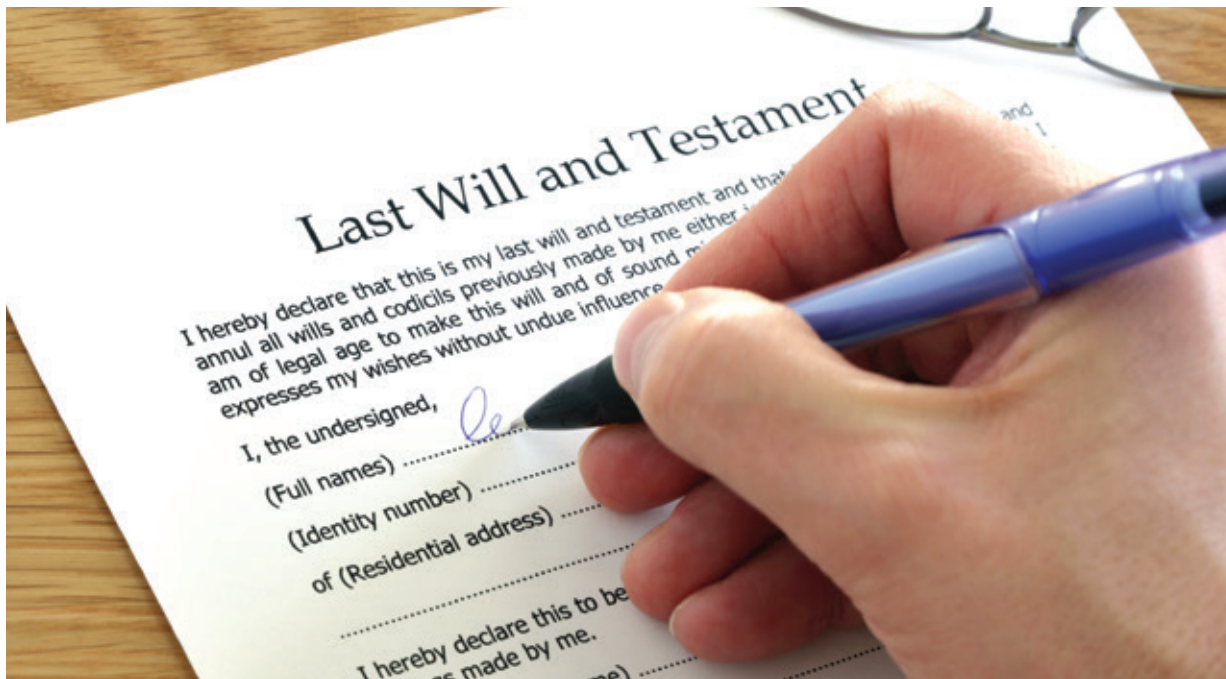 Last Will and Testament
I hereby declare that this is my last will and testament and that and
annul all wills and codicils previously made by me either I
am of legal age to make this will and of sound
expresses my wishes without undue influence
I, the undersigned,
(Full names) ..............
(Identity number) ..............
of (Residential address) ......
..............................................
I hereby declare this to be
made by me.